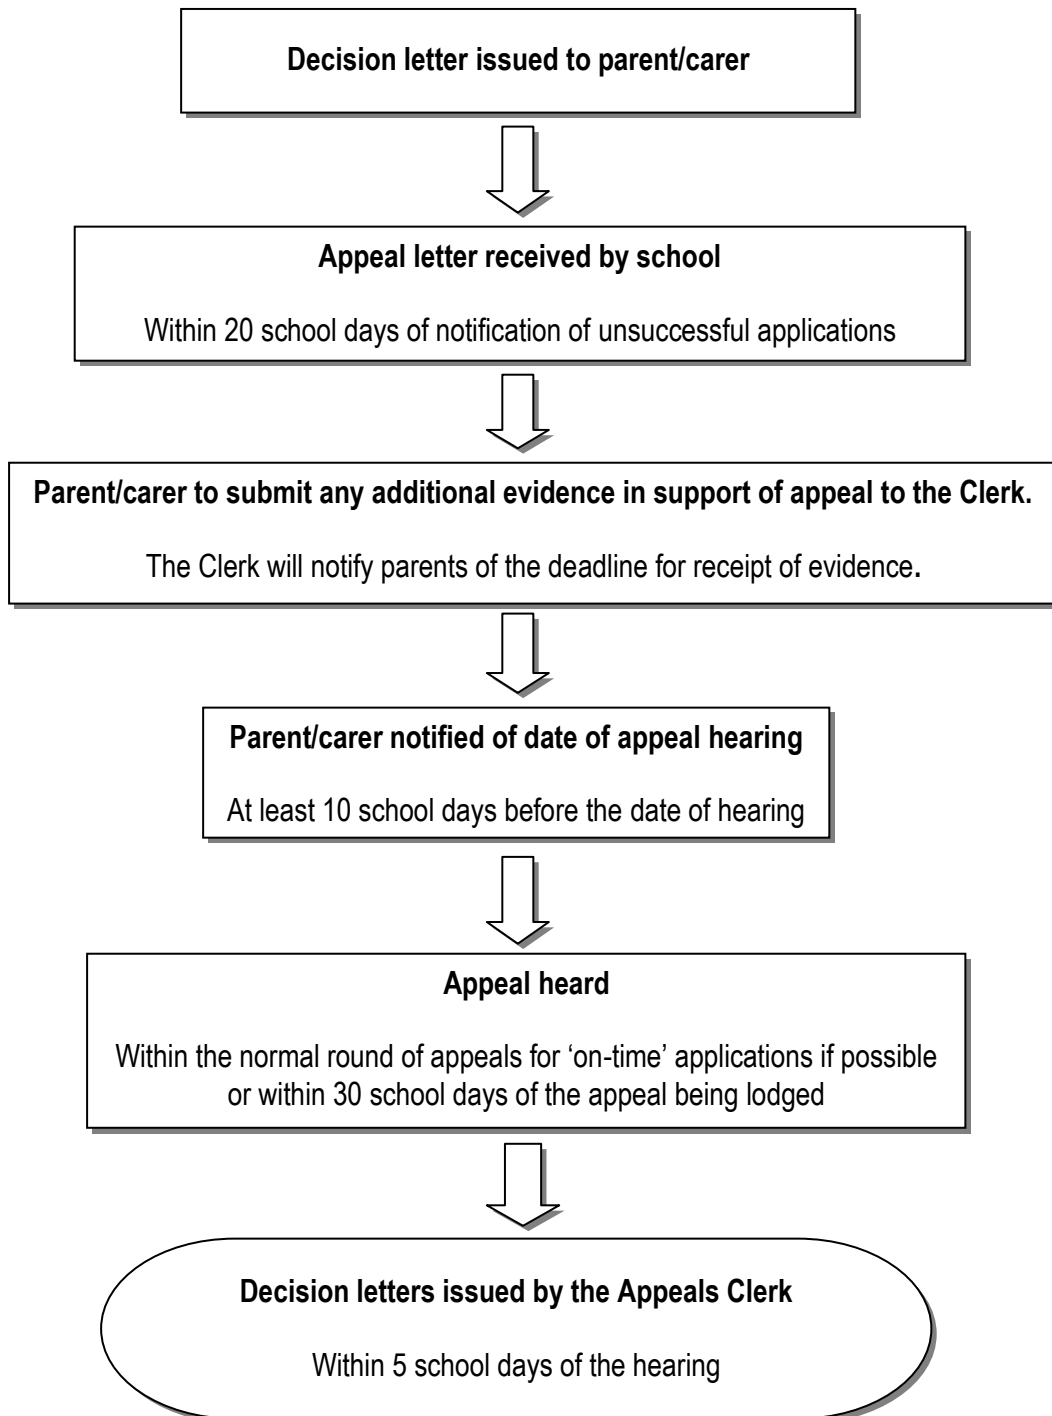 Decision letter issued to parent/carer
Appeal letter received by school
Within 20 school days of notification of unsuccessful applications
Parent/carer to submit any additional evidence in support of appeal to the Clerk.
The Clerk will notify parents of the deadline for receipt of evidence.
Parent/carer notified of date of appeal hearing
At least 10 school days before the date of hearing
Appeal heard
Within the normal round of appeals for ‘on-time’ applications if possible
or within 30 school days of the appeal being lodged
Decision letters issued by the Appeals Clerk
Within 5 school days of the hearing